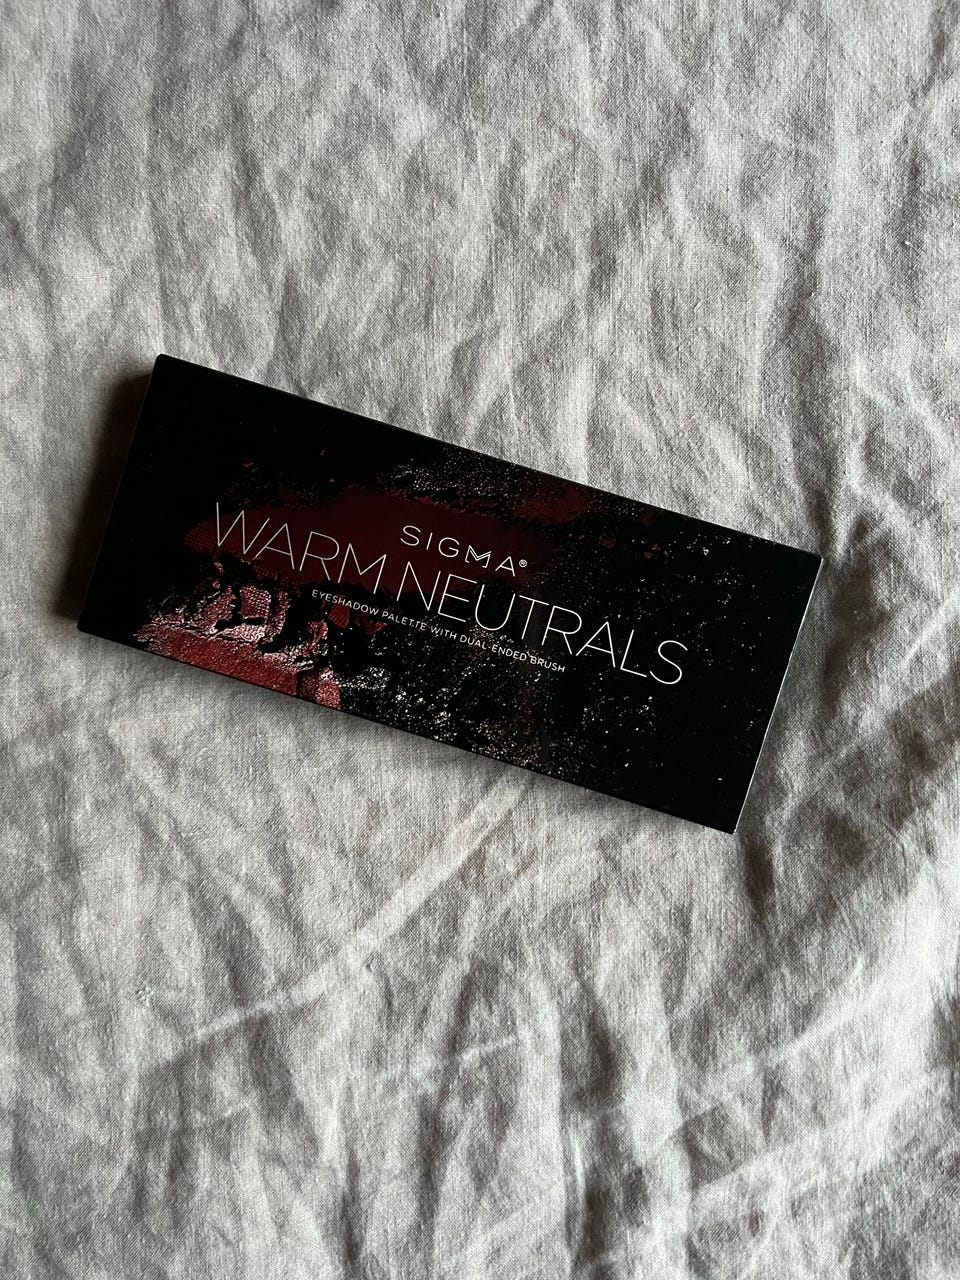 SIGMA®
WARM NEUTRALS
EYESHADOW PALETTE WITH DUAL-ENDED BRUSH